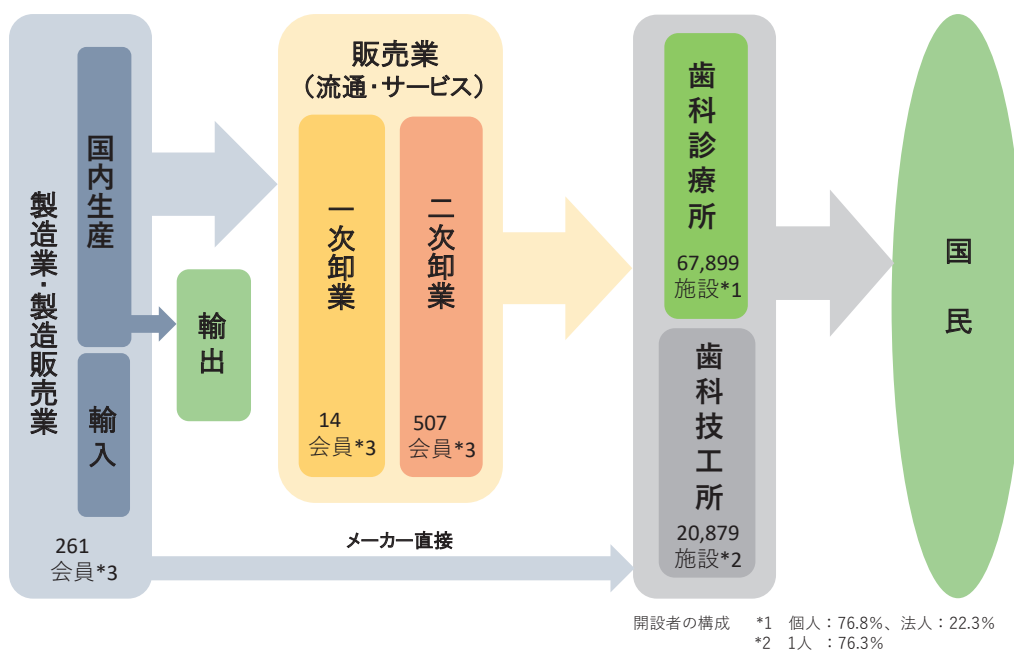 製造業・製造販売業
国内生産
輸入
261
会員*3
輸出
販売業
（流通・サービス）
一次卸業
14
会員*3
二次卸業
507
会員*3
メーカー直接
歯科診療所
67,899
施設*1
歯科技工所
20,879
施設*2
国民
開設者の構成 *1 個人：76.8%、法人：22.3%
*2 1人 ：76.3%